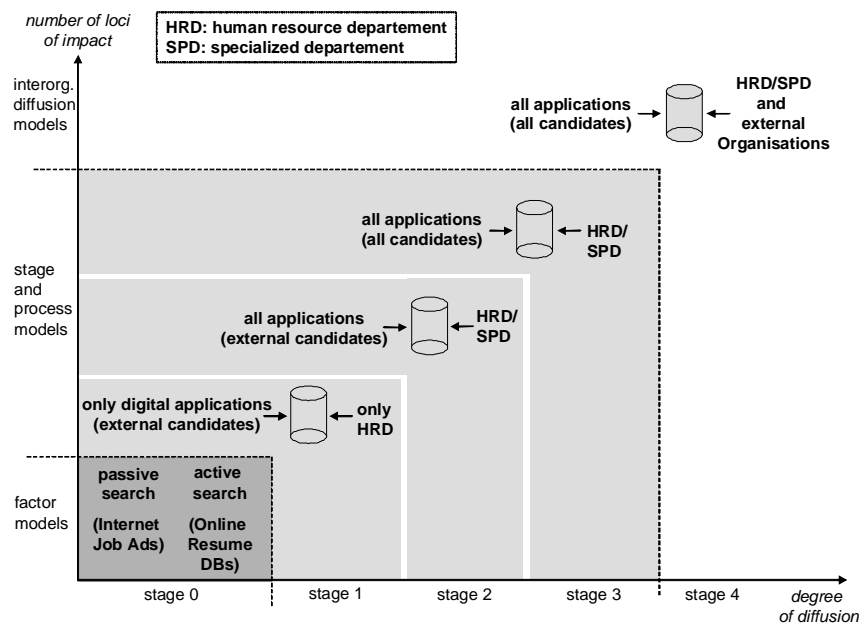 number of loci
of impact
HRD: human resource departement
SPD: specialized departement
interorg.
diffusion
models
all applications
(all candidates)
HRD/SPD
and
external
Organisations
all applications
(all candidates)
HRD/
SPD
stage
and
process
models
all applications
(external candidates)
HRD/
SPD
only digital applications
(external candidates)
only
HRD
factor
models
passive
search
(Internet
Job Ads)
active
search
(Online
Resume
DBs)
stage 0
stage 1
stage 2
stage 3
stage 4
degree
of diffusion